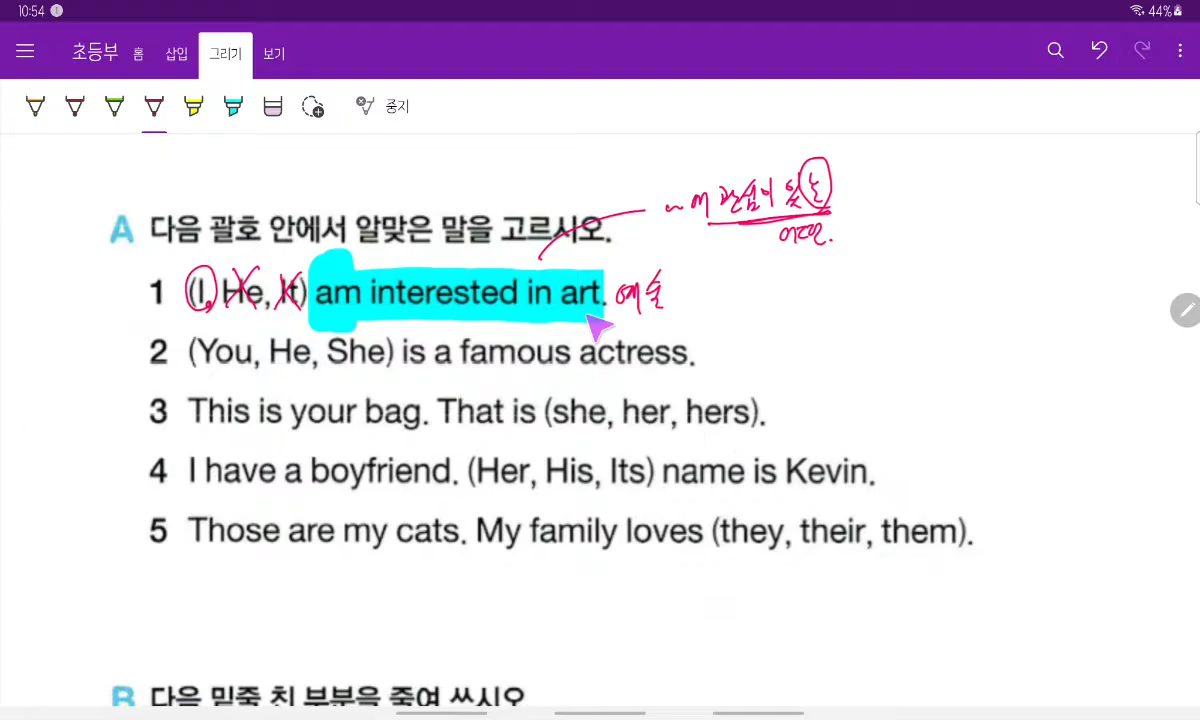 10:54
44%
초등부 홈 삽입 그리기 보기
중지
~에 관심이 있는
어떤.
A 다음 괄호 안에서 알맞은 말을 고르시오.
1 (I, He, It) am interested in art. 예술
2 (You, He, She) is a famous actress.
3 This is your bag. That is (she, her, hers).
4 I have a boyfriend. (Her, His, Its) name is Kevin.
5 Those are my cats. My family loves (they, their, them).
B 다음 밑줄 친 부분을 줄여 쓰시오